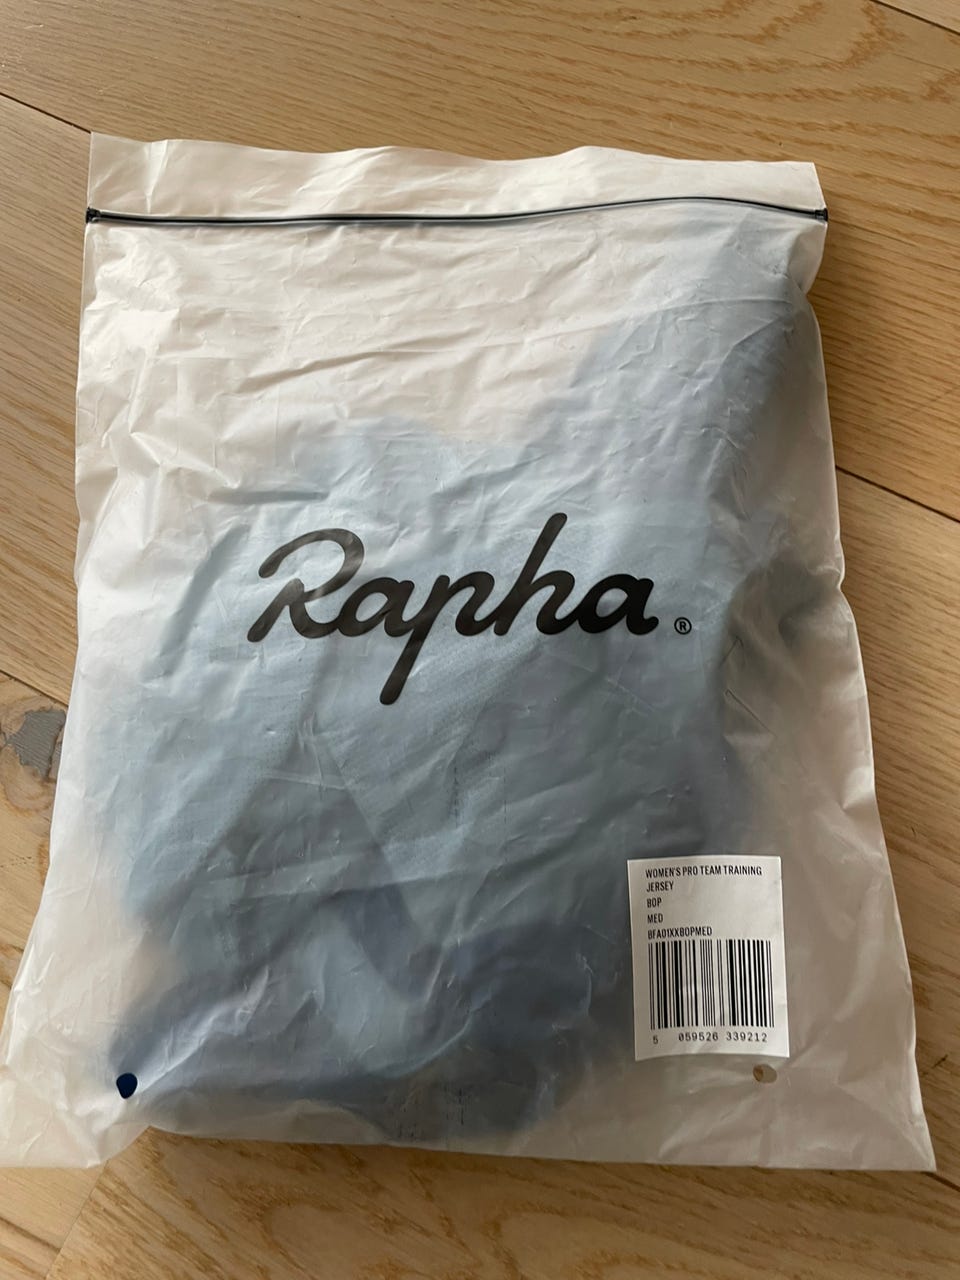 Rapha®
WOMEN'S PRO TEAM TRAINING
JERSEY
BOP
MED
BFA01XXBOPMED
5 059526 339212